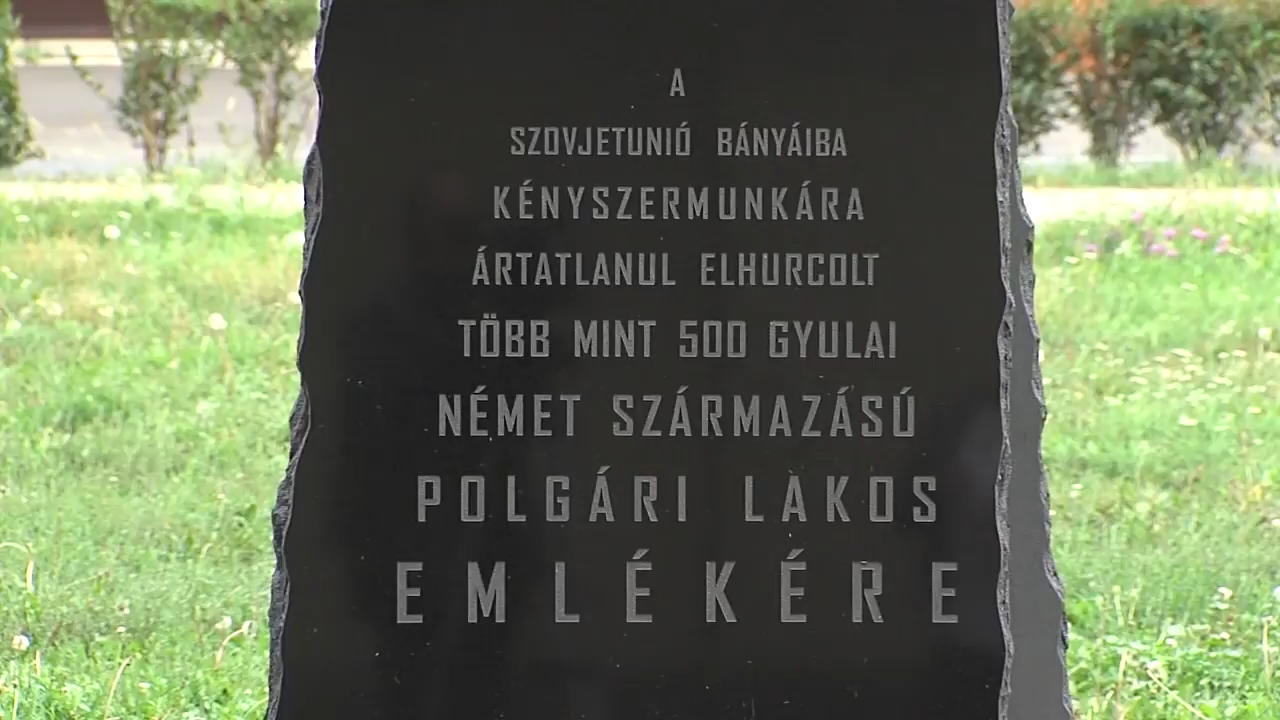 A
SZOVJETUNIÓ BÁNYÁIBA
KÉNYSZERMUNKÁRA
ÁRTATLANUL ELHURCOLT
TÖBB MINT 500 GYULAI
NÉMET SZÁRMAZÁSÚ
POLGÁRI LAKOS
EMLÉKÉRE